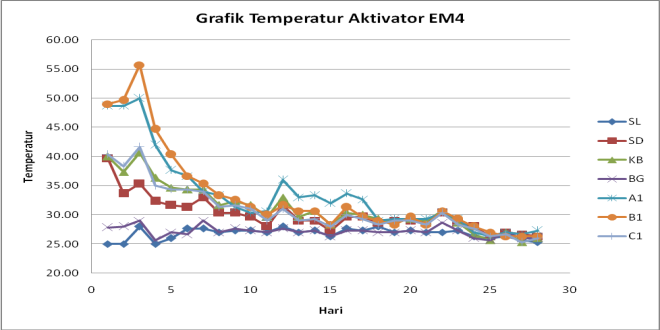 Grafik Temperatur Aktivator EM4
60.00
55.00
50.00
45.00
40.00
35.00
30.00
25.00
20.00
Temperatur
0 5 10 15 20 25 30
Hari
SL
SD
KB
BG
A1
B1
C1